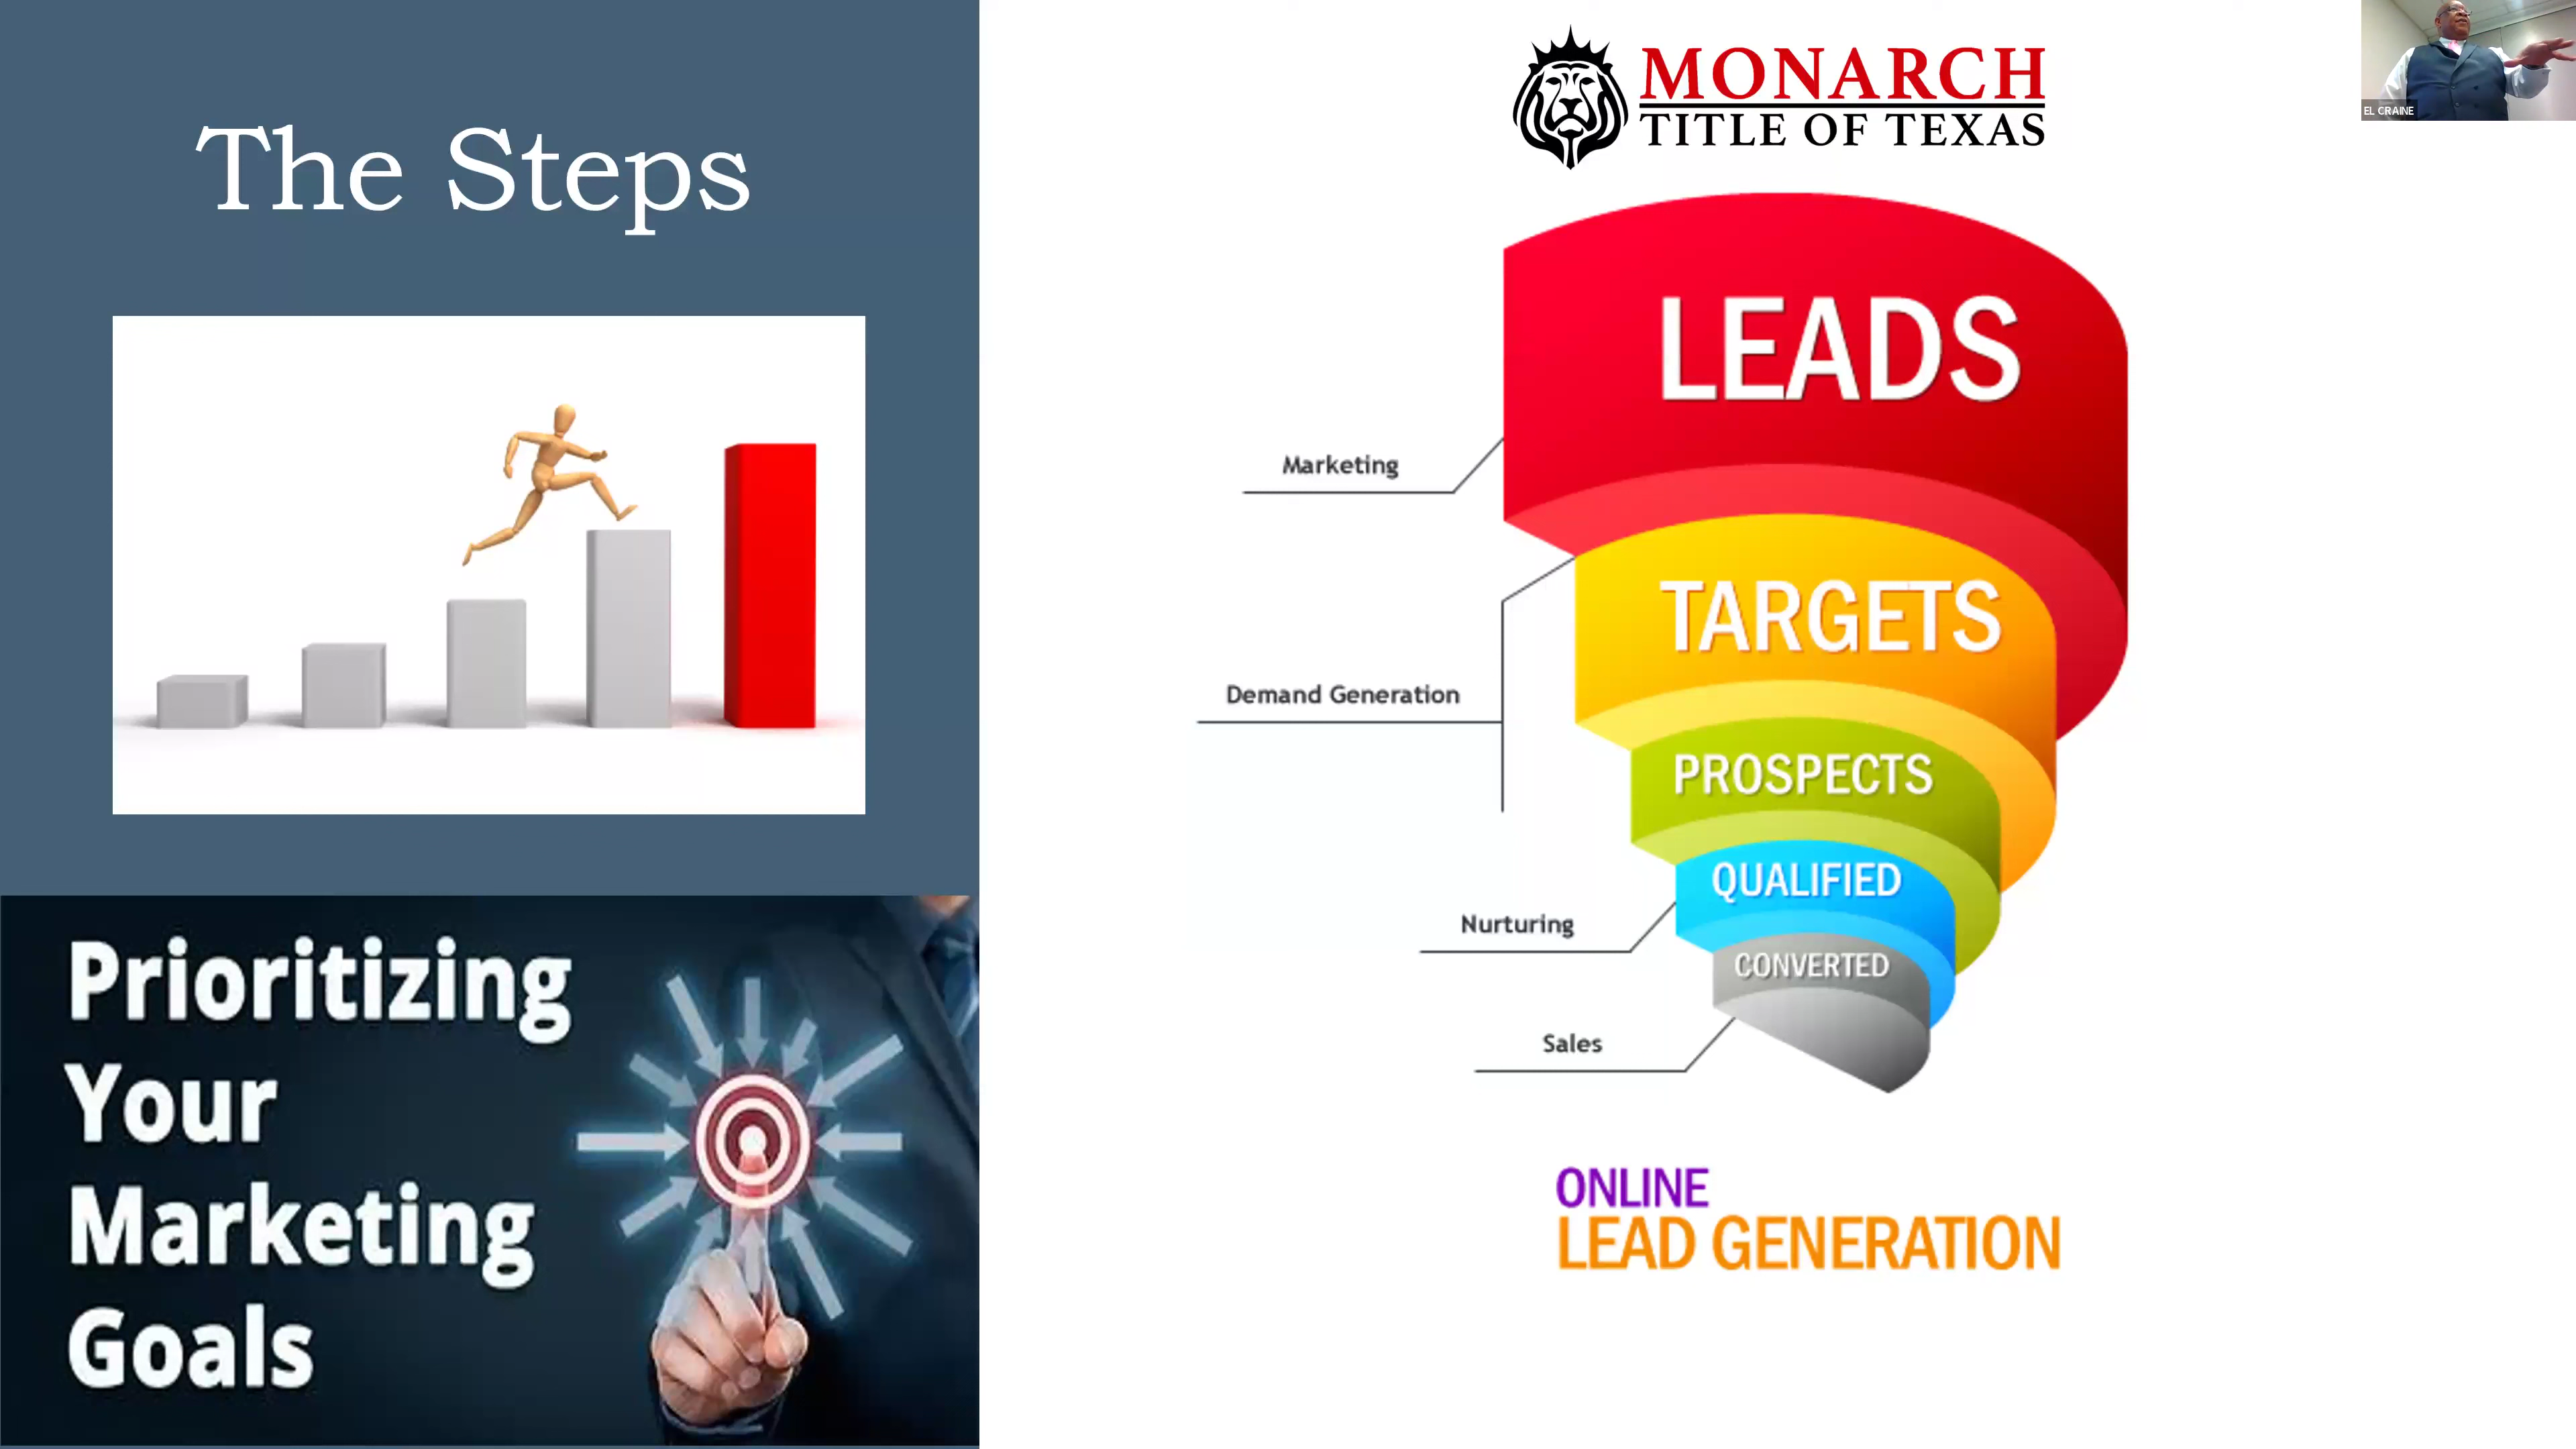 The Steps
Prioritizing
Your
Marketing
Goals
MONARCH
TITLE OF TEXAS
LEADS
Marketing
TARGETS
Demand Generation
PROSPECTS
QUALIFIED
Nurturing
CONVERTED
Sales
ONLINE
LEAD GENERATION
EL CRAINE